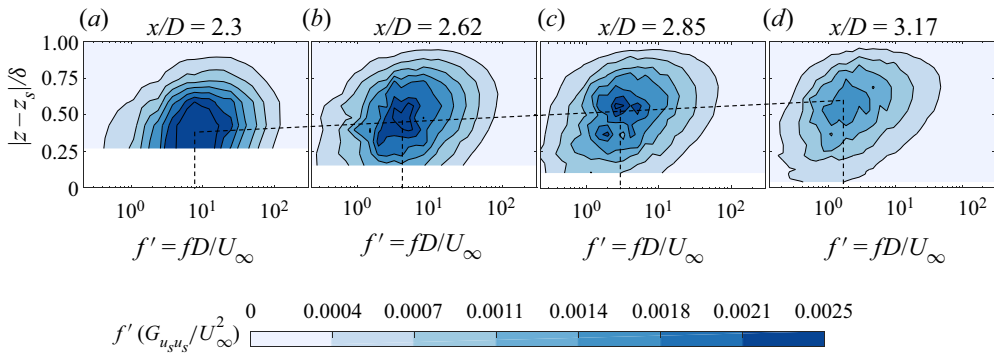 (a) (b) (c) (d)
x/D = 2.3 x/D = 2.62 x/D = 2.85 x/D = 3.17
|z − z_s|/δ
1.00
0.75
0.50
0.25
0
10^0 10^1 10^2 10^0 10^1 10^2 10^0 10^1 10^2 10^0 10^1 10^2
f′ = fD/U_∞ f′ = fD/U_∞ f′ = fD/U_∞ f′ = fD/U_∞
0 0.0004 0.0007 0.0011 0.0014 0.0018 0.0021 0.0025
f′ (G_{u_s u_s}/U_∞^2)